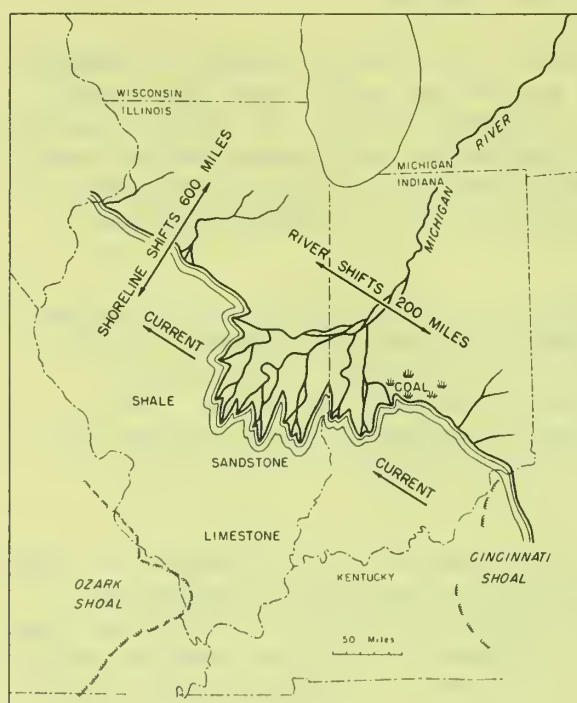 WISCONSIN
ILLINOIS
MICHIGAN
INDIANA
RIVER
MICHIGAN
SHORELINE SHIFTS 600 MILES
RIVER SHIFTS 200 MILES
CURRENT
SHALE
COAL
SANDSTONE
CURRENT
LIMESTONE
KENTUCKY
CINCINNATI
SHOAL
OZARK
SHOAL
50 Miles